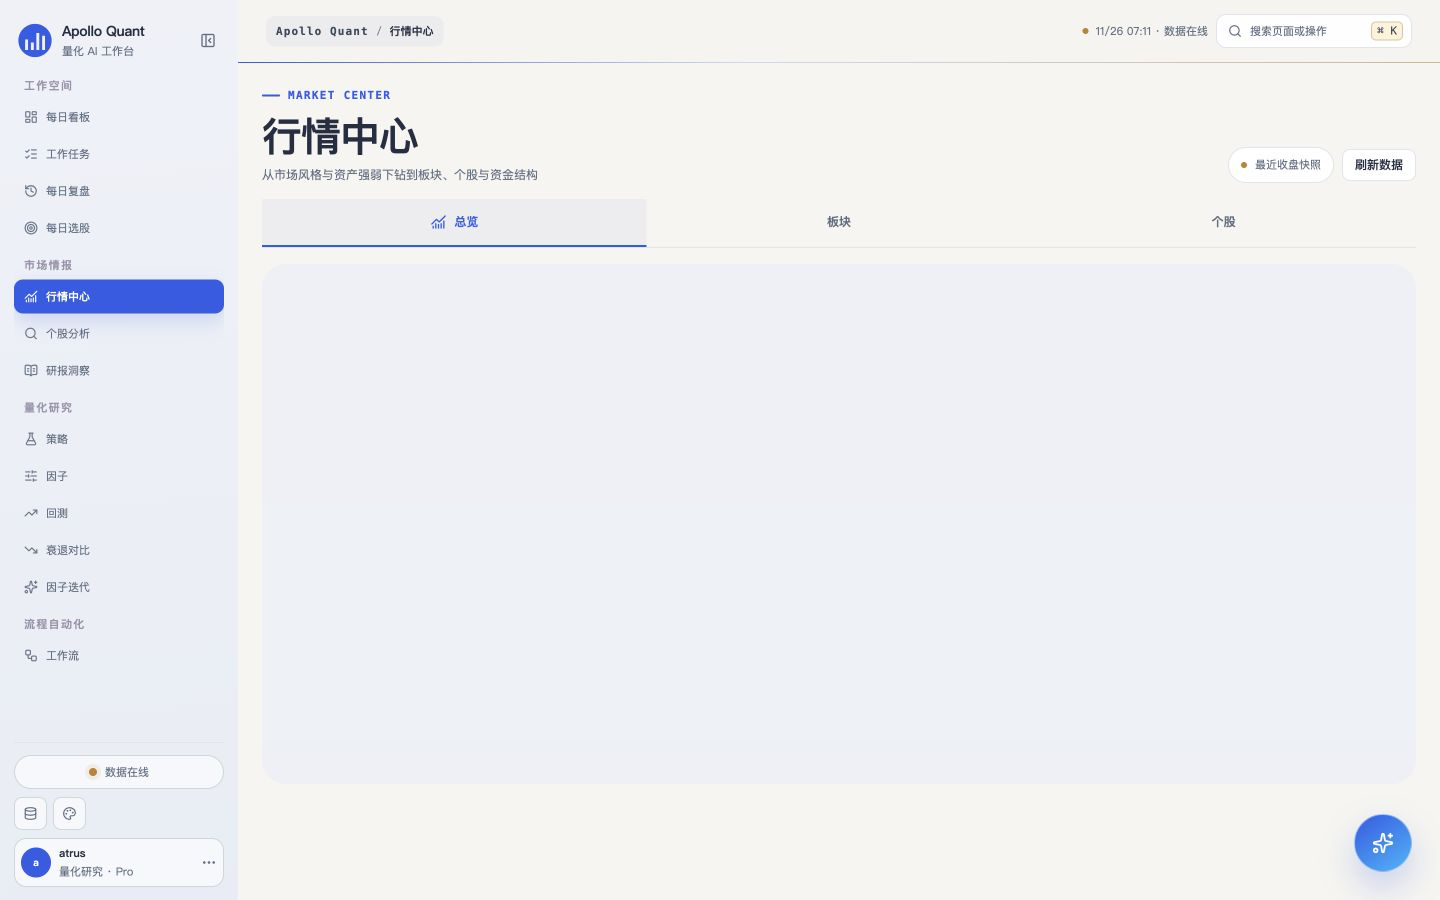 Apollo Quant
量化 AI 工作台
工作空间
每日看板
工作任务
每日复盘
每日选股
市场情报
行情中心
个股分析
研报洞察
量化研究
策略
因子
回测
衰退对比
因子迭代
流程自动化
工作流
数据在线
a
atrus
量化研究 · Pro
Apollo Quant / 行情中心
11/26 07:11 · 数据在线
搜索页面或操作
⌘ K
MARKET CENTER
行情中心
从市场风格与资产强弱下钻到板块、个股与资金结构
最近收盘快照
刷新数据
总览
板块
个股